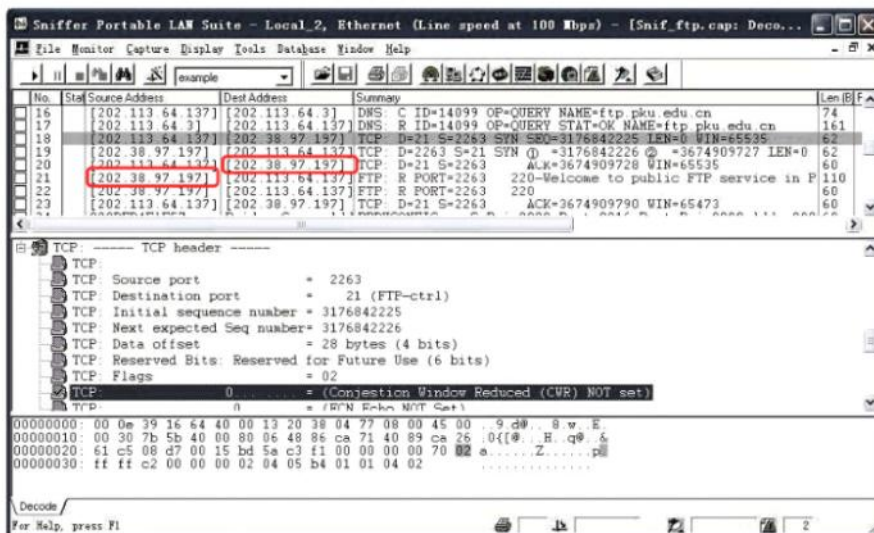 Sniffer Portable LAN Suite - Local_2, Ethernet (Line speed at 100 Mbps) - [Snif_ftp.cap: Deco...
File Monitor Capture Display Tools Database Window Help
example
No. Stat Source Address Dest Address Summary Len (B)
16 [202.113.64.137] [202.113.64.3] DNS: C ID=14099 OP=QUERY NAME=ftp.pku.edu.cn 74
17 [202.113.64.3] [202.113.64.137] DNS: R ID=14099 OP=QUERY STAT=OK NAME=ftp.pku.edu.cn 161
18 [202.113.64.137] [202.38.97.197] TCP: D=21 S=2263 SYN SEQ=3176842225 LEN=0 WIN=65535 62
19 [202.38.97.197] [202.113.64.137] TCP: D=2263 S=21 SYN ① =3176842226 ② =3674909727 LEN=0 62
20 [202.113.64.137] [202.38.97.197] TCP: D=21 S=2263 ACK=3674909728 WIN=65535 60
21 [202.38.97.197] [202.113.64.137] FTP: R PORT=2263 220-Welcome to public FTP service in P 110
22 [202.38.97.197] [202.113.64.137] FTP: R PORT=2263 220 60
23 [202.113.64.137] [202.38.97.197] TCP: D=21 S=2263 ACK=3674909790 WIN=65473 60
TCP: ----- TCP header -----
TCP:
TCP: Source port = 2263
TCP: Destination port = 21 (FTP-ctrl)
TCP: Initial sequence number = 3176842225
TCP: Next expected Seq number= 3176842226
TCP: Data offset = 28 bytes (4 bits)
TCP: Reserved Bits: Reserved for Future Use (6 bits)
TCP: Flags = 02
TCP: 0... .... = (Conjestion Window Reduced (CWR) NOT set)
TCP: .0.. .... = (ECN Echo NOT Set)
00000000: 00 0e 39 16 64 40 00 13 20 38 04 77 08 00 45 00 ..9.d@.. 8.w..E.
00000010: 00 30 7b 5b 40 00 80 06 48 86 ca 71 40 89 ca 26 .0{[@...H..q@..&
00000020: 61 c5 08 d7 00 15 bd 5a c3 f1 00 00 00 00 70 02 a......Z......p
00000030: ff ff c2 00 00 00 02 04 05 b4 01 01 04 02 ..............
Decode
For Help, press F1
2